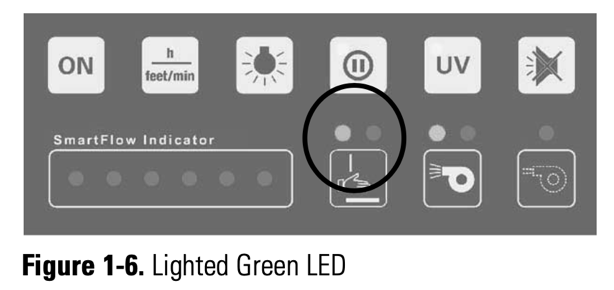 ON
h
feet/min
UV
SmartFlow Indicator
Figure 1-6. Lighted Green LED